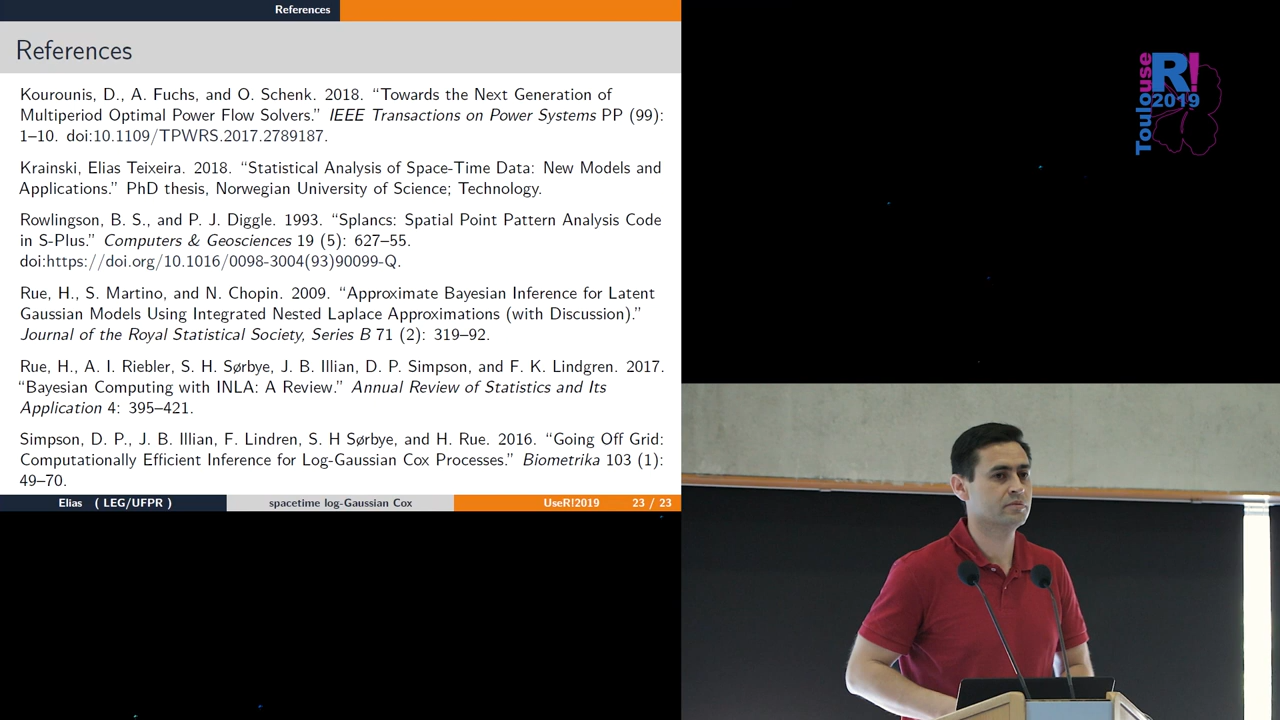 References
References
Kourounis, D., A. Fuchs, and O. Schenk. 2018. “Towards the Next Generation of
Multiperiod Optimal Power Flow Solvers.” IEEE Transactions on Power Systems PP (99):
1–10. doi:10.1109/TPWRS.2017.2789187.
Krainski, Elias Teixeira. 2018. “Statistical Analysis of Space-Time Data: New Models and
Applications.” PhD thesis, Norwegian University of Science; Technology.
Rowlingson, B. S., and P. J. Diggle. 1993. “Splancs: Spatial Point Pattern Analysis Code
in S-Plus.” Computers & Geosciences 19 (5): 627–55.
doi:https://doi.org/10.1016/0098-3004(93)90099-Q.
Rue, H., S. Martino, and N. Chopin. 2009. “Approximate Bayesian Inference for Latent
Gaussian Models Using Integrated Nested Laplace Approximations (with Discussion).”
Journal of the Royal Statistical Society, Series B 71 (2): 319–92.
Rue, H., A. I. Riebler, S. H. Sørbye, J. B. Illian, D. P. Simpson, and F. K. Lindgren. 2017.
“Bayesian Computing with INLA: A Review.” Annual Review of Statistics and Its
Application 4: 395–421.
Simpson, D. P., J. B. Illian, F. Lindren, S. H Sørbye, and H. Rue. 2016. “Going Off Grid:
Computationally Efficient Inference for Log-Gaussian Cox Processes.” Biometrika 103 (1):
49–70.
Elias ( LEG/UFPR ) spacetime log-Gaussian Cox UseR!2019 23 / 23
Toulouse
R!
2019